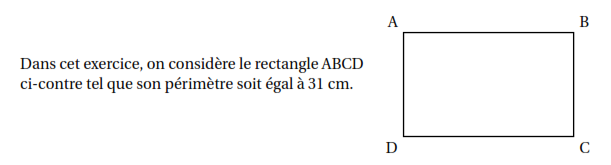 A B
Dans cet exercice, on considère le rectangle ABCD
ci-contre tel que son périmètre soit égal à 31 cm.
D C